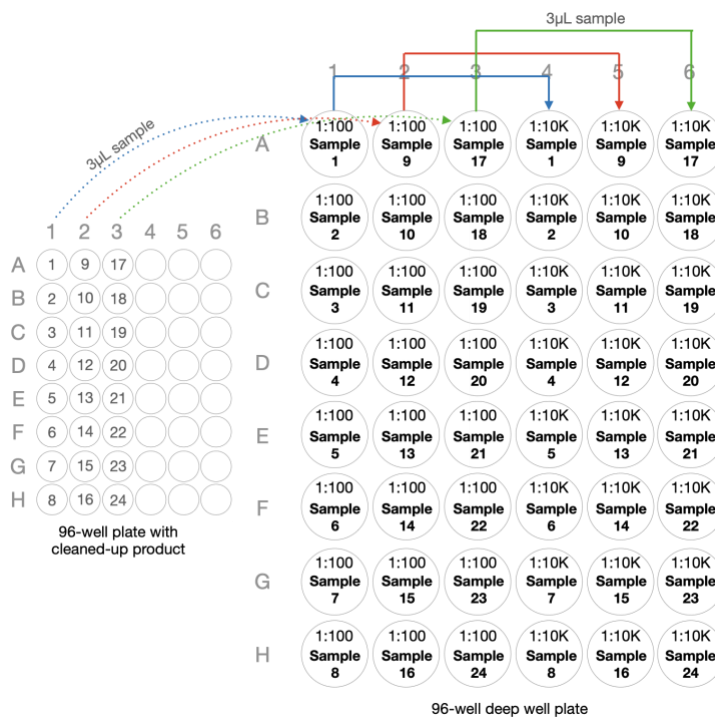 3µL sample
1 2 3 4 5 6
A
1:100 Sample 1
1:100 Sample 9
1:100 Sample 17
1:10K Sample 1
1:10K Sample 9
1:10K Sample 17
B
1:100 Sample 2
1:100 Sample 10
1:100 Sample 18
1:10K Sample 2
1:10K Sample 10
1:10K Sample 18
C
1:100 Sample 3
1:100 Sample 11
1:100 Sample 19
1:10K Sample 3
1:10K Sample 11
1:10K Sample 19
D
1:100 Sample 4
1:100 Sample 12
1:100 Sample 20
1:10K Sample 4
1:10K Sample 12
1:10K Sample 20
E
1:100 Sample 5
1:100 Sample 13
1:100 Sample 21
1:10K Sample 5
1:10K Sample 13
1:10K Sample 21
F
1:100 Sample 6
1:100 Sample 14
1:100 Sample 22
1:10K Sample 6
1:10K Sample 14
1:10K Sample 22
G
1:100 Sample 7
1:100 Sample 15
1:100 Sample 23
1:10K Sample 7
1:10K Sample 15
1:10K Sample 23
H
1:100 Sample 8
1:100 Sample 16
1:100 Sample 24
1:10K Sample 8
1:10K Sample 16
1:10K Sample 24
96-well deep well plate
3µL sample
1 2 3 4 5 6
A 1 9 17
B 2 10 18
C 3 11 19
D 4 12 20
E 5 13 21
F 6 14 22
G 7 15 23
H 8 16 24
96-well plate with
cleaned-up product